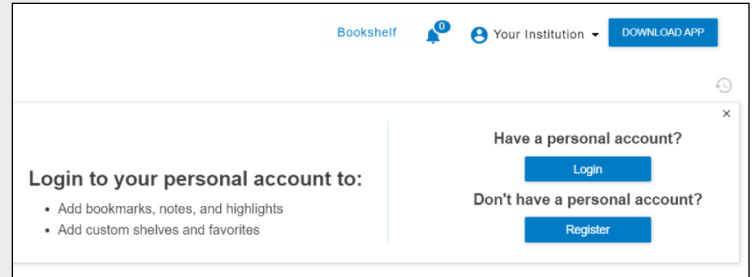 Bookshelf 0 Your Institution DOWNLOAD APP
Have a personal account?
Login
Login to your personal account to:
Don't have a personal account?
• Add bookmarks, notes, and highlights
• Add custom shelves and favorites
Register